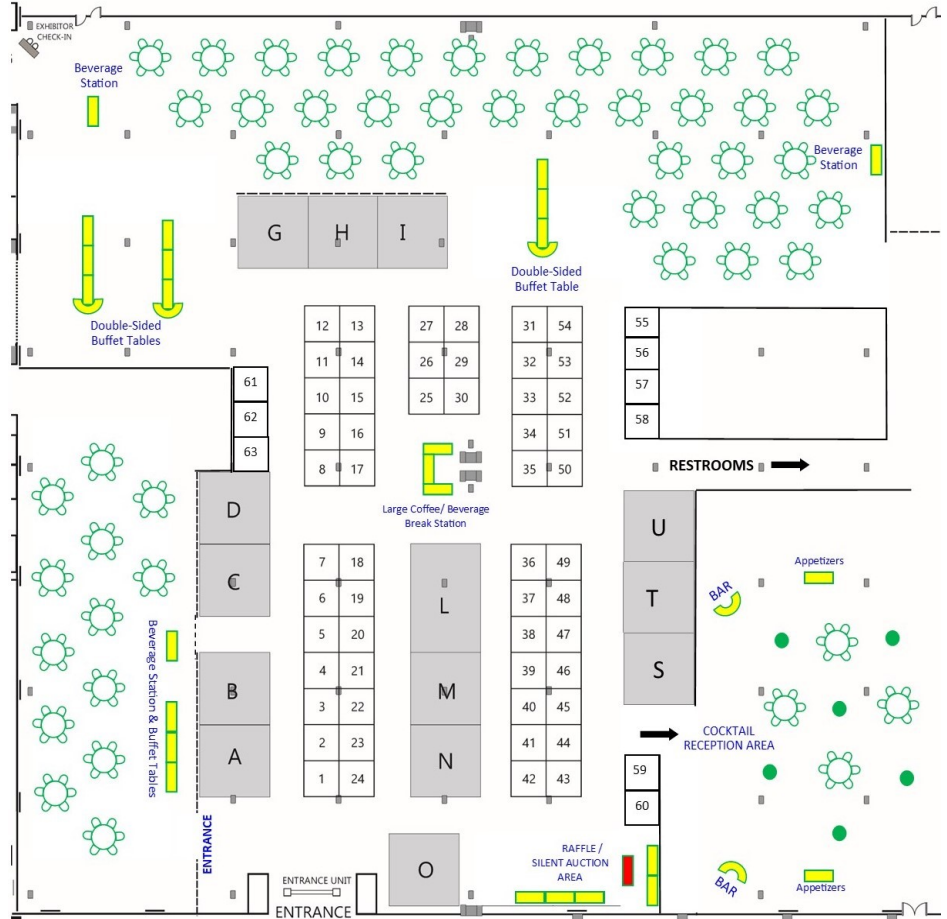 EXHIBITOR
CHECK-IN
Beverage
Station
Beverage
Station
G H I
Double-Sided
Buffet Table
Double-Sided
Buffet Tables
12 13 27 28 31 54 55
11 14 26 29 32 53 56
10 15 25 30 33 52 57
9 16 34 51 58
8 17 35 50
61
62
63
RESTROOMS
Large Coffee/ Beverage
Break Station
D
C
B
A
7 18 36 49
6 19 37 48
5 20 38 47
4 21 39 46
3 22 40 45
2 23 41 44
1 24 42 43
L
M
N
U
T
S
Appetizers
BAR
Beverage Station & Buffet Tables
COCKTAIL
RECEPTION AREA
59
60
ENTRANCE
O
RAFFLE /
SILENT AUCTION
AREA
BAR
Appetizers
ENTRANCE UNIT
ENTRANCE